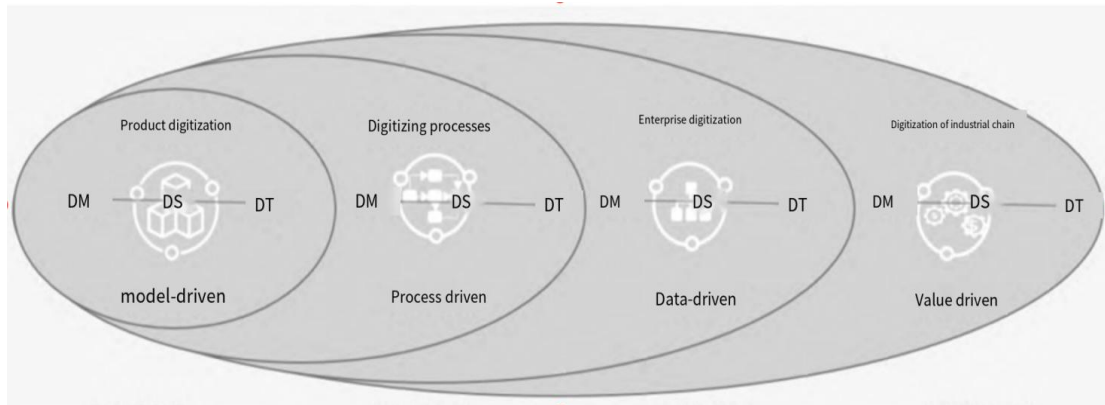 Product digitization
Digitizing processes
Enterprise digitization
Digitization of industrial chain
DM DS DT
DM DS DT
DM DS DT
DM DS DT
model-driven
Process driven
Data-driven
Value driven